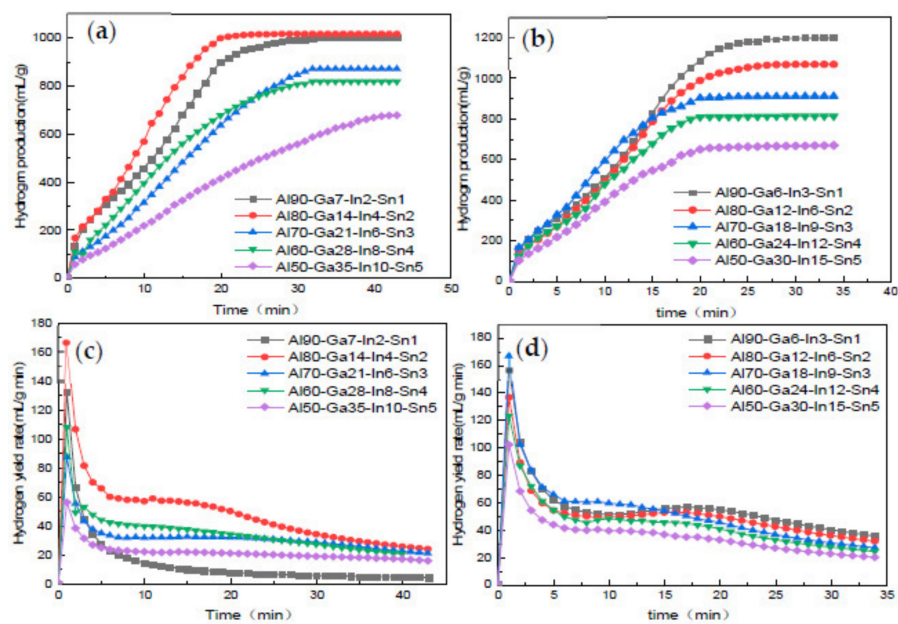 (a)
Hydrogrn production(mL/g)
1000
800
600
400
200
0
Al90-Ga7-In2-Sn1
Al80-Ga14-In4-Sn2
Al70-Ga21-In6-Sn3
Al60-Ga28-In8-Sn4
Al50-Ga35-In10-Sn5
0 10 20 30 40 50
Time (min)
(b)
Hydrogrn production(mL/g)
1200
1000
800
600
400
200
0
Al90-Ga6-In3-Sn1
Al80-Ga12-In6-Sn2
Al70-Ga18-In9-Sn3
Al60-Ga24-In12-Sn4
Al50-Ga30-In15-Sn5
0 5 10 15 20 25 30 35 40
time (min)
(c)
Hydrogen yield rate(mL/g min)
180
160
140
120
100
80
60
40
20
0
Al90-Ga7-In2-Sn1
Al80-Ga14-In4-Sn2
Al70-Ga21-In6-Sn3
Al60-Ga28-In8-Sn4
Al50-Ga35-In10-Sn5
0 10 20 30 40
Time (min)
(d)
Hydrogen yield rate(mL/g min)
180
160
140
120
100
80
60
40
20
0
Al90-Ga6-In3-Sn1
Al80-Ga12-In6-Sn2
Al70-Ga18-In9-Sn3
Al60-Ga24-In12-Sn4
Al50-Ga30-In15-Sn5
0 5 10 15 20 25 30 35
time (min)